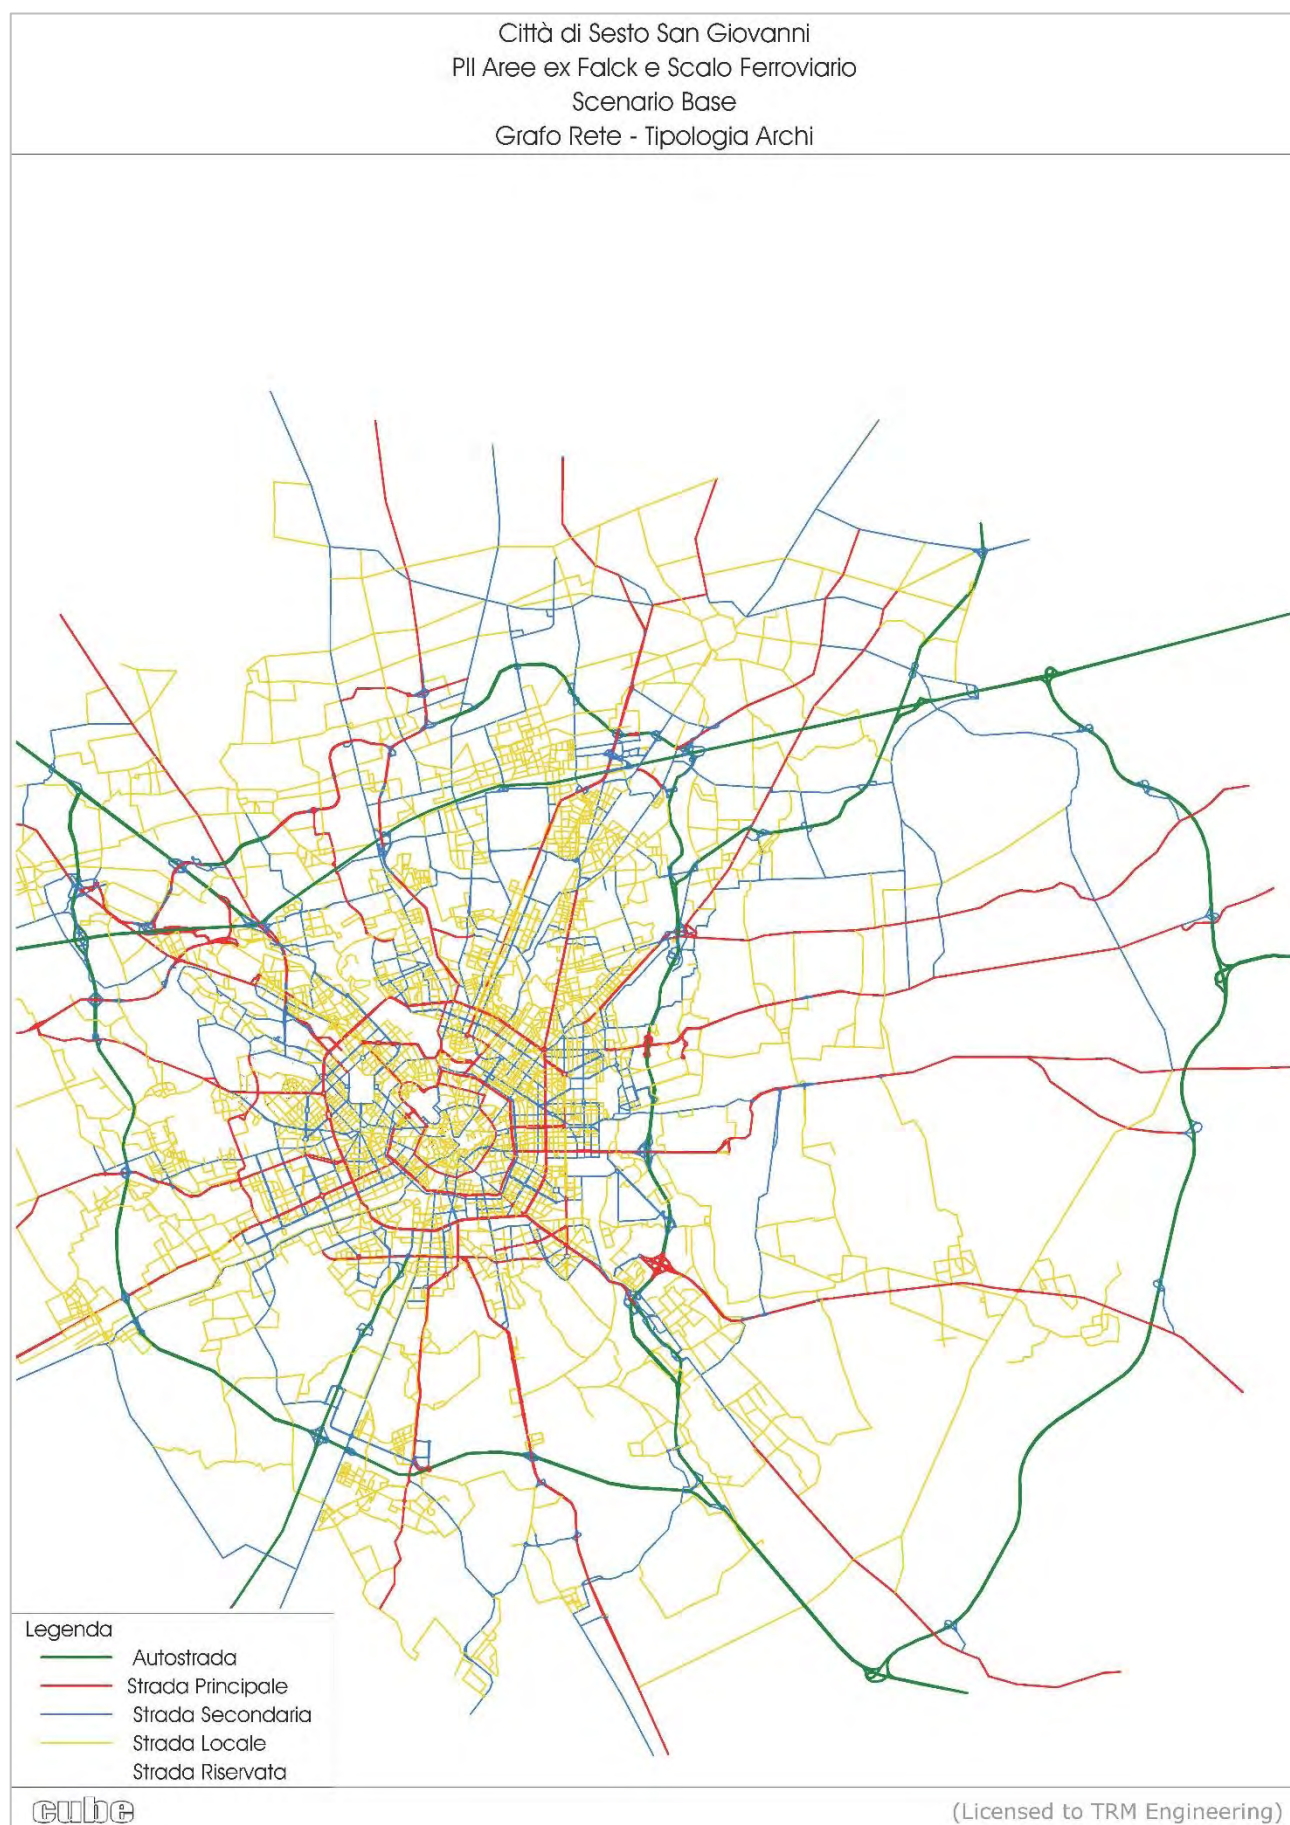 Città di Sesto San Giovanni
PII Aree ex Falck e Scalo Ferroviario
Scenario Base
Grafo Rete - Tipologia Archi
Legenda
Autostrada
Strada Principale
Strada Secondaria
Strada Locale
Strada Riservata
cube
(Licensed to TRM Engineering)